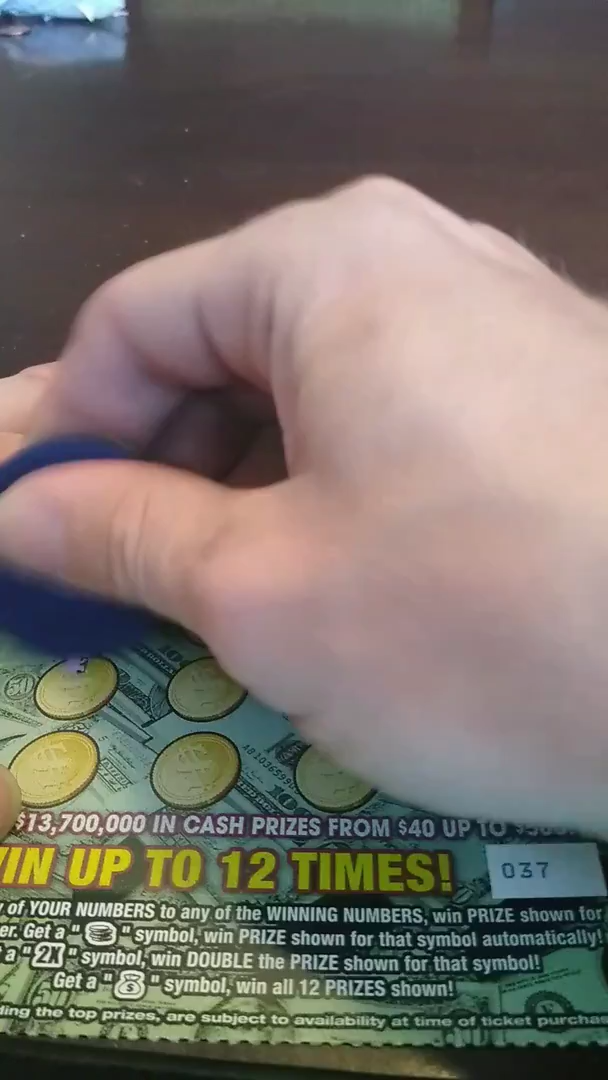 $13,700,000 IN CASH PRIZES FROM $40 UP TO
WIN UP TO 12 TIMES!
037
of YOUR NUMBERS to any of the WINNING NUMBERS, win PRIZE shown for
Get a " " symbol, win PRIZE shown for that symbol automatically!
a "2X" symbol, win DOUBLE the PRIZE shown for that symbol!
Get a " " symbol, win all 12 PRIZES shown!
the top prizes, are subject to availability at time of ticket